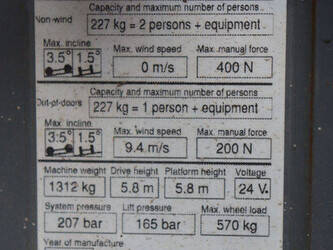 Capacity and maximum number of persons
Non-wind 227 kg = 2 persons + equipment
Max. incline Max. wind speed Max. manual force
3.5° 1.5° 0 m/s 400 N
Capacity and maximum number of persons
Out-of-doors 227 kg = 1 person + equipment
Max. incline Max. wind speed Max. manual force
3.5° 1.5° 9.4 m/s 200 N
Machine weight Drive height Platform height Voltage
1312 kg 5.8 m 5.8 m 24 V.
System pressure Lift pressure Max. wheel load
207 bar 165 bar 570 kg
Year of manufacture